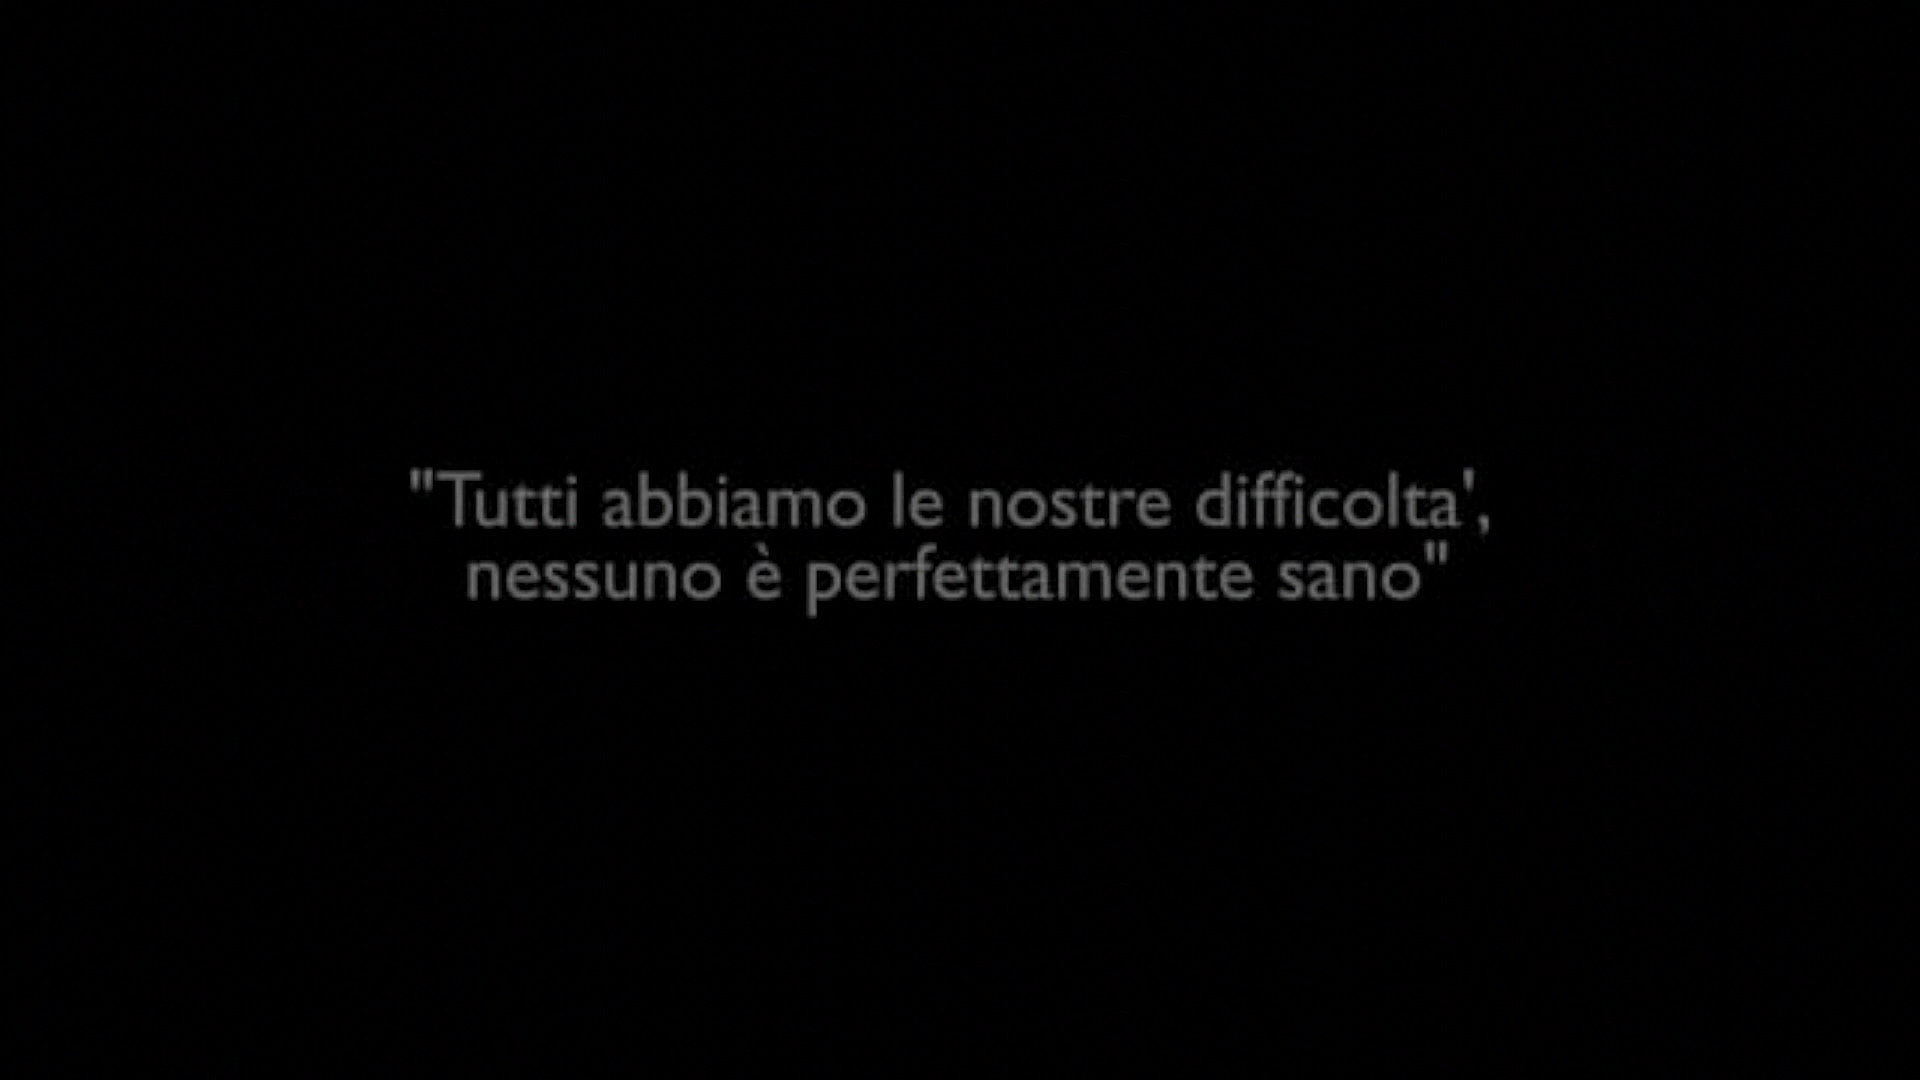 "Tutti abbiamo le nostre difficolta',
nessuno è perfettamente sano"